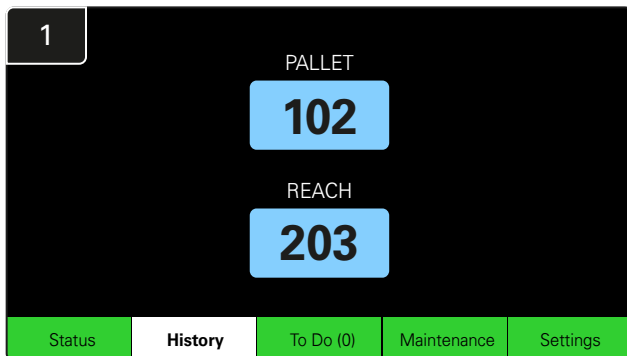 1
PALLET
102
REACH
203
Status History To Do (0) Maintenance Settings